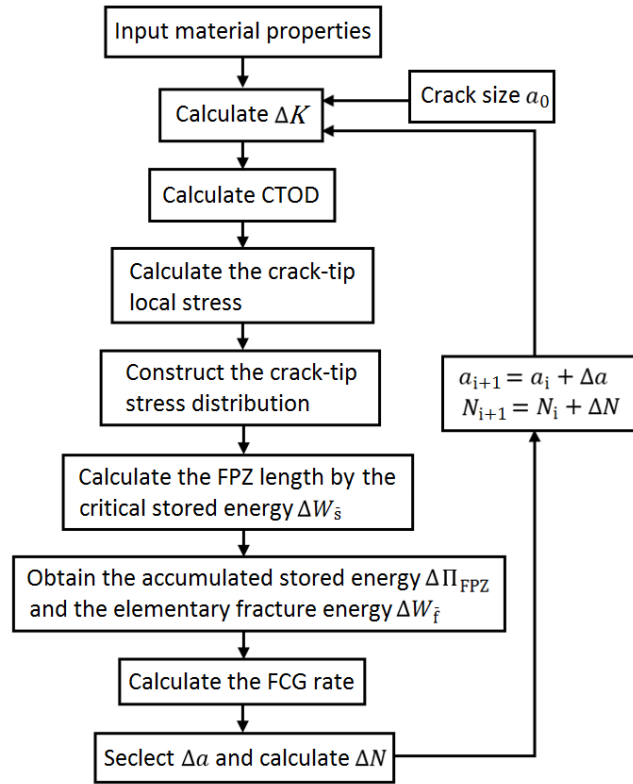 Input material properties
Calculate Δ𝐾
Crack size 𝑎₀
Calculate CTOD
Calculate the crack-tip
local stress
Construct the crack-tip
stress distribution
𝑎ᵢ₊₁ = 𝑎ᵢ + Δ𝑎
𝑁ᵢ₊₁ = 𝑁ᵢ + Δ𝑁
Calculate the FPZ length by the
critical stored energy Δ𝑊_s̄
Obtain the accumulated stored energy ΔΠ_FPZ
and the elementary fracture energy Δ𝑊_f̄
Calculate the FCG rate
Seclect Δ𝑎 and calculate Δ𝑁